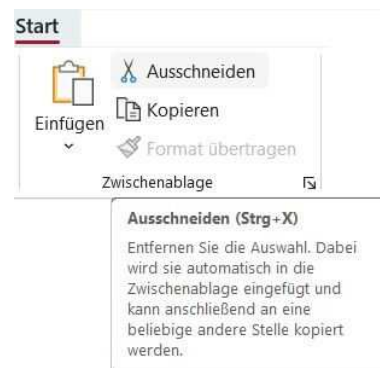 Start
Ausschneiden
Kopieren
Einfügen
Format übertragen
Zwischenablage
Ausschneiden (Strg+X)
Entfernen Sie die Auswahl. Dabei
wird sie automatisch in die
Zwischenablage eingefügt und
kann anschließend an eine
beliebige andere Stelle kopiert
werden.